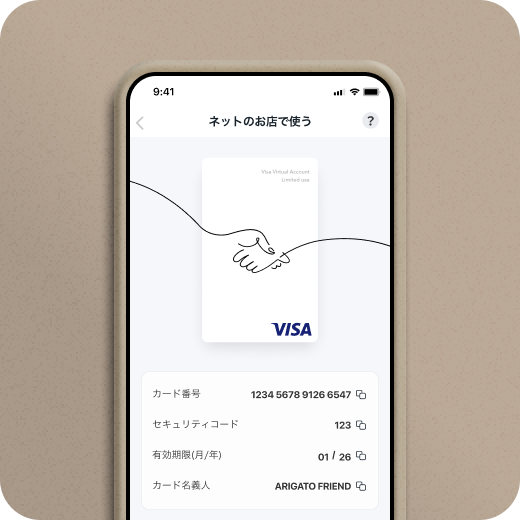 9:41
ネットのお店で使う
?
Visa Virtual Account
Limited use
VISA
カード番号 1234 5678 9126 6547
セキュリティコード 123
有効期限(月/年) 01 / 26
カード名義人 ARIGATO FRIEND